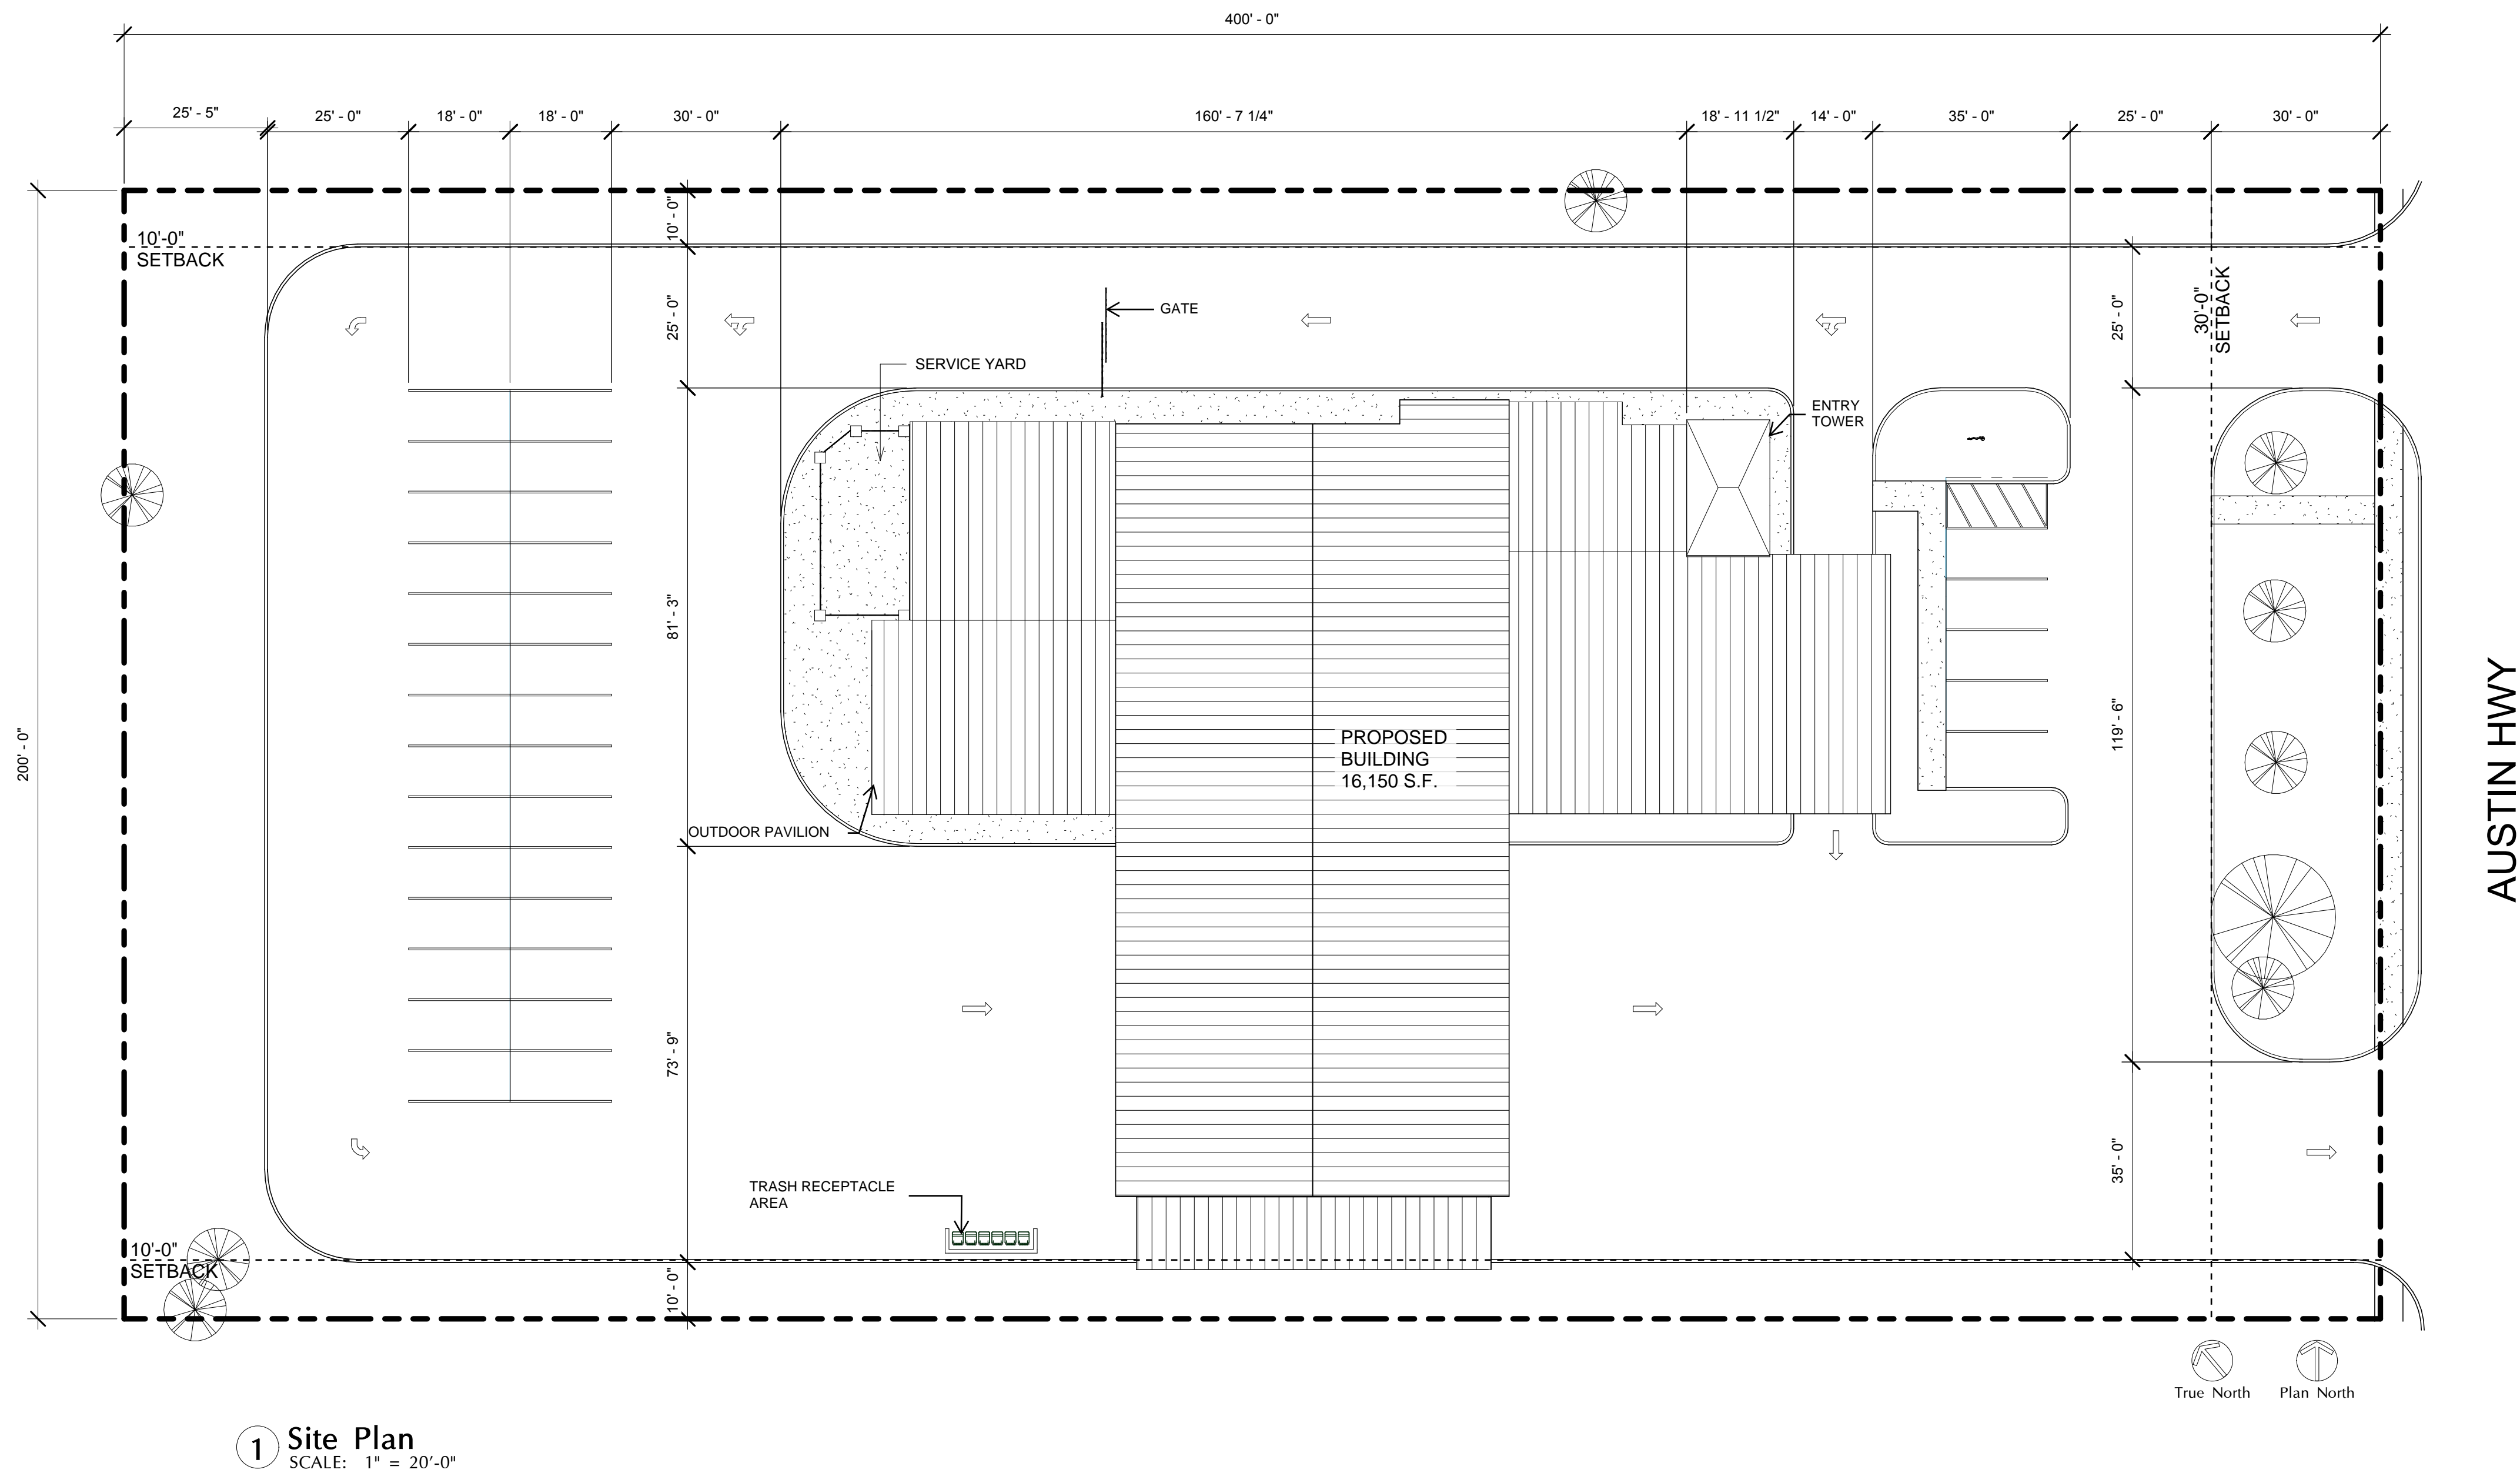 400' - 0"
25' - 5"
25' - 0"
18' - 0"
18' - 0"
30' - 0"
160' - 7 1/4"
18' - 11 1/2"
14' - 0"
35' - 0"
25' - 0"
30' - 0"
10' - 0"
10'-0"
SETBACK
25' - 0"
GATE
25' - 0"
30'-0"
SETBACK
SERVICE YARD
ENTRY
TOWER
81' - 3"
200' - 0"
PROPOSED
BUILDING
16,150 S.F.
119' - 6"
AUSTIN HWY
OUTDOOR PAVILION
73' - 9"
35' - 0"
TRASH RECEPTACLE
AREA
10'-0"
SETBACK
10' - 0"
True North
Plan North
1
Site Plan
SCALE: 1" = 20'-0"